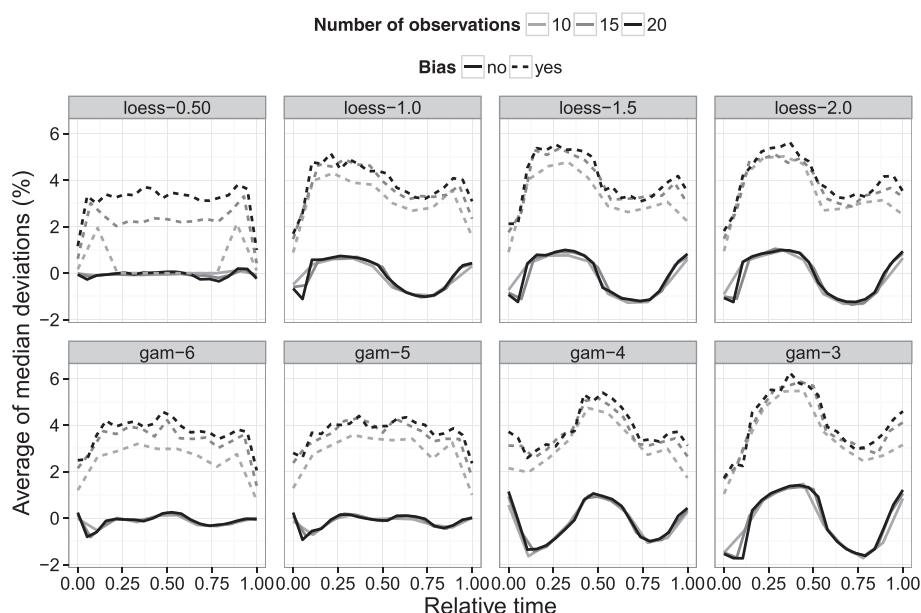 Number of observations 10 15 20
Bias no yes
loess−0.50 loess−1.0 loess−1.5 loess−2.0
6
4
2
0
−2
gam−6 gam−5 gam−4 gam−3
6
4
2
0
−2
Average of median deviations (%)
0.00 0.25 0.50 0.75 1.00 0.00 0.25 0.50 0.75 1.00 0.00 0.25 0.50 0.75 1.00 0.00 0.25 0.50 0.75 1.00
Relative time